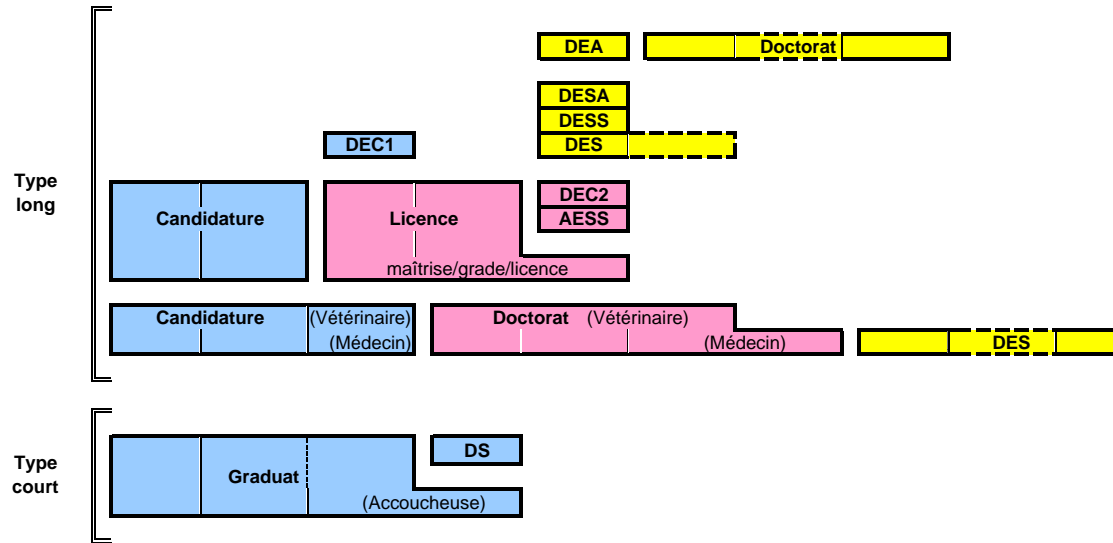 DEA Doctorat
DESA
DESS
DEC1 DES
Type
long
DEC2
Candidature Licence AESS
maîtrise/grade/licence
Candidature (Vétérinaire) Doctorat (Vétérinaire)
(Médecin) (Médecin) DES
Type
court
DS
Graduat
(Accoucheuse)